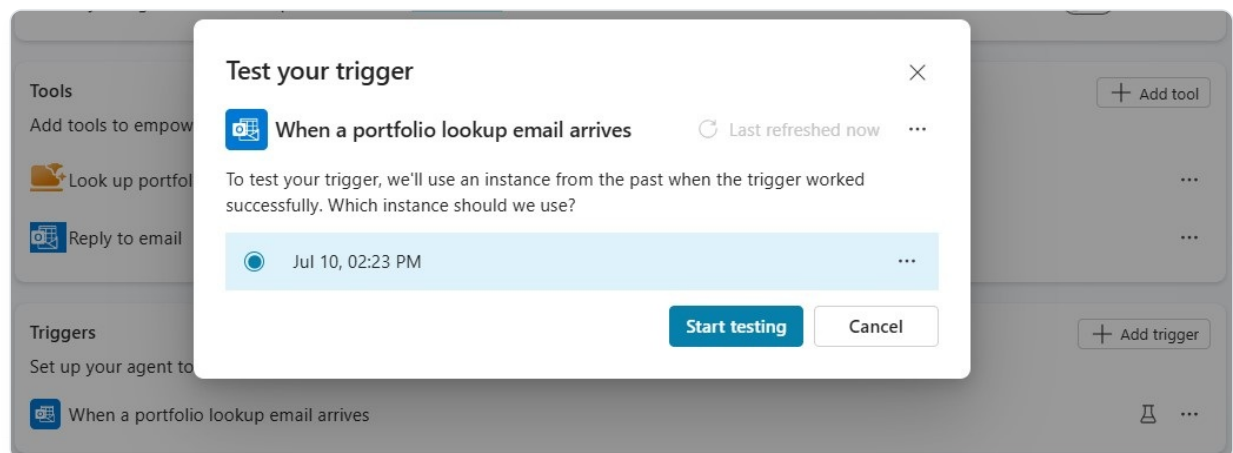 Test your trigger
Tools
+ Add tool
Add tools to empow
When a portfolio lookup email arrives
Last refreshed now
Look up portfol
To test your trigger, we'll use an instance from the past when the trigger worked
successfully. Which instance should we use?
Reply to email
Jul 10, 02:23 PM
Start testing
Cancel
Triggers
+ Add trigger
Set up your agent to
When a portfolio lookup email arrives